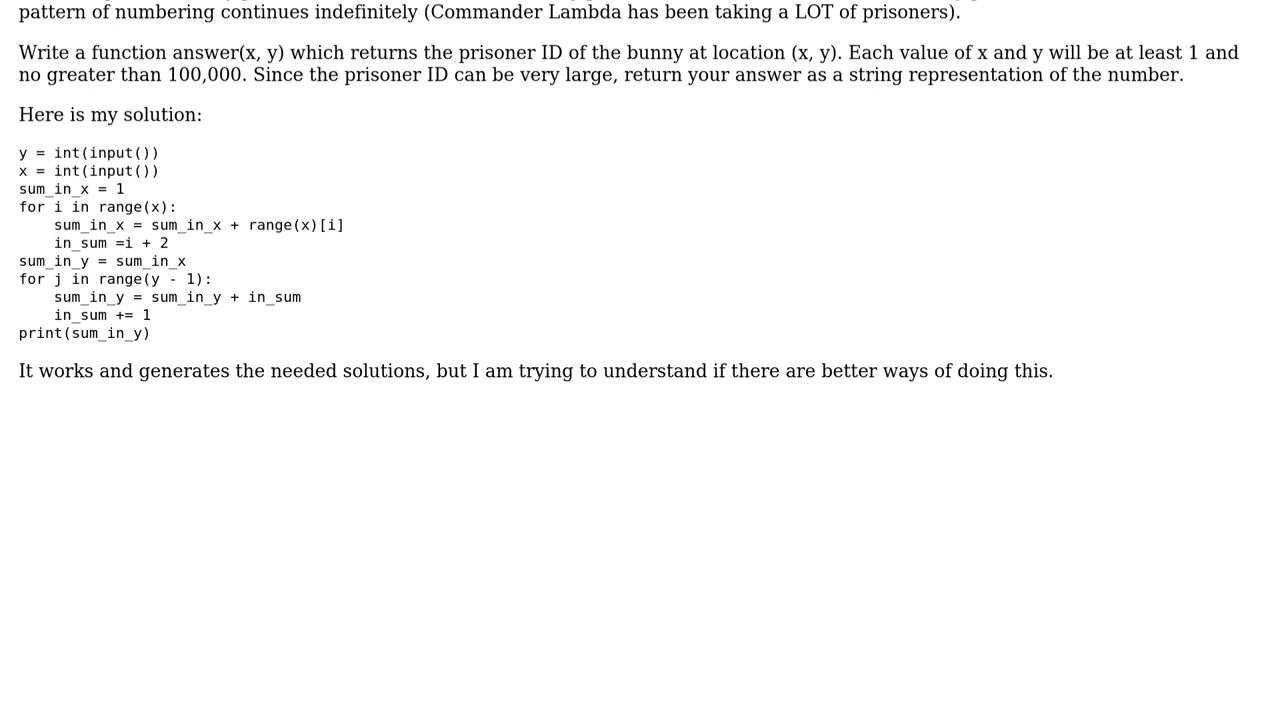 pattern of numbering continues indefinitely (Commander Lambda has been taking a LOT of prisoners).
Write a function answer(x, y) which returns the prisoner ID of the bunny at location (x, y). Each value of x and y will be at least 1 and
no greater than 100,000. Since the prisoner ID can be very large, return your answer as a string representation of the number.
Here is my solution:
y = int(input())
x = int(input())
sum_in_x = 1
for i in range(x):
    sum_in_x = sum_in_x + range(x)[i]
    in_sum =i + 2
sum_in_y = sum_in_x
for j in range(y - 1):
    sum_in_y = sum_in_y + in_sum
    in_sum += 1
print(sum_in_y)
It works and generates the needed solutions, but I am trying to understand if there are better ways of doing this.